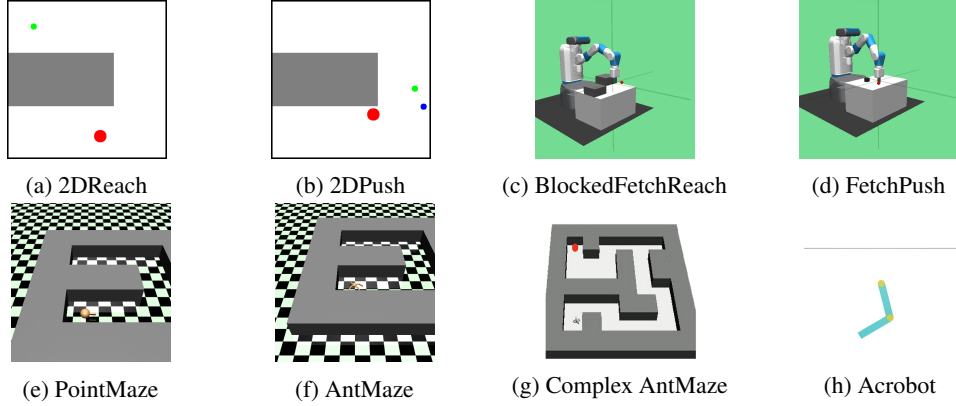 (a) 2DReach
(b) 2DPush
(c) BlockedFetchReach
(d) FetchPush
(e) PointMaze
(f) AntMaze
(g) Complex AntMaze
(h) Acrobot